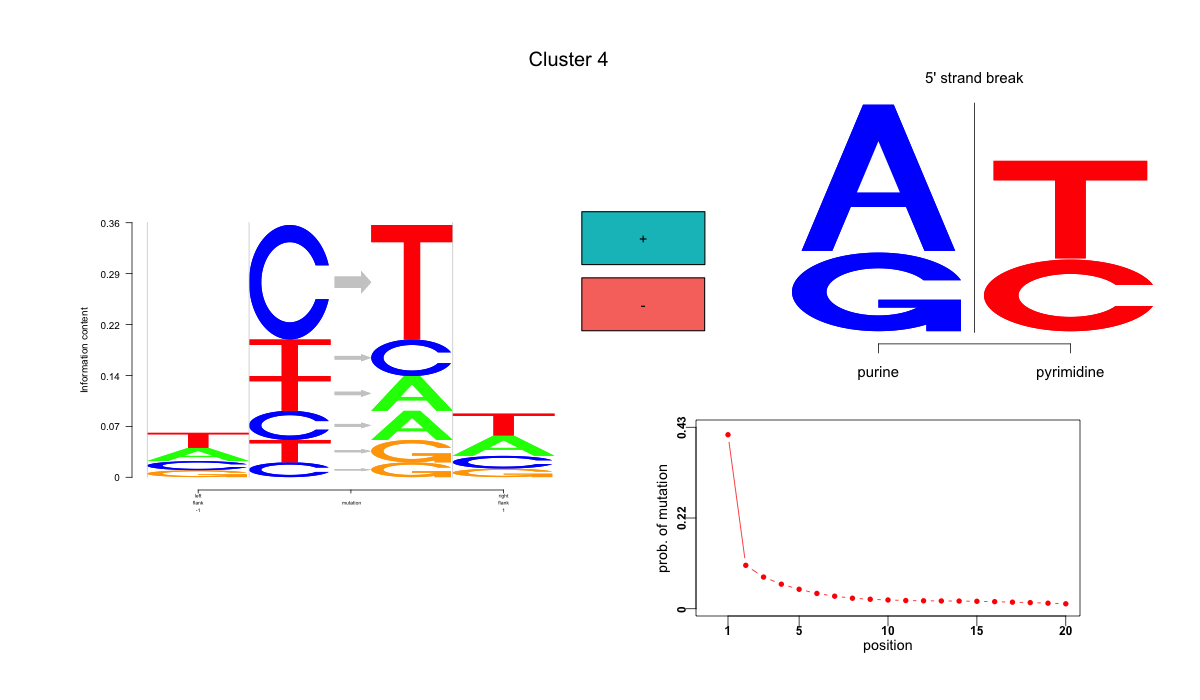 Cluster 4
5' strand break
A
G
T
C
purine
pyrimidine
Information content
0.36
0.29
0.22
0.14
0.07
0
T
A
C
G
C
T
T
C
T
C
T
C
A
A
G
G
T
A
C
G
left
flank
-1
mutation
right
flank
1
+
-
prob. of mutation
0.43
0.22
0
1
5
10
15
20
position